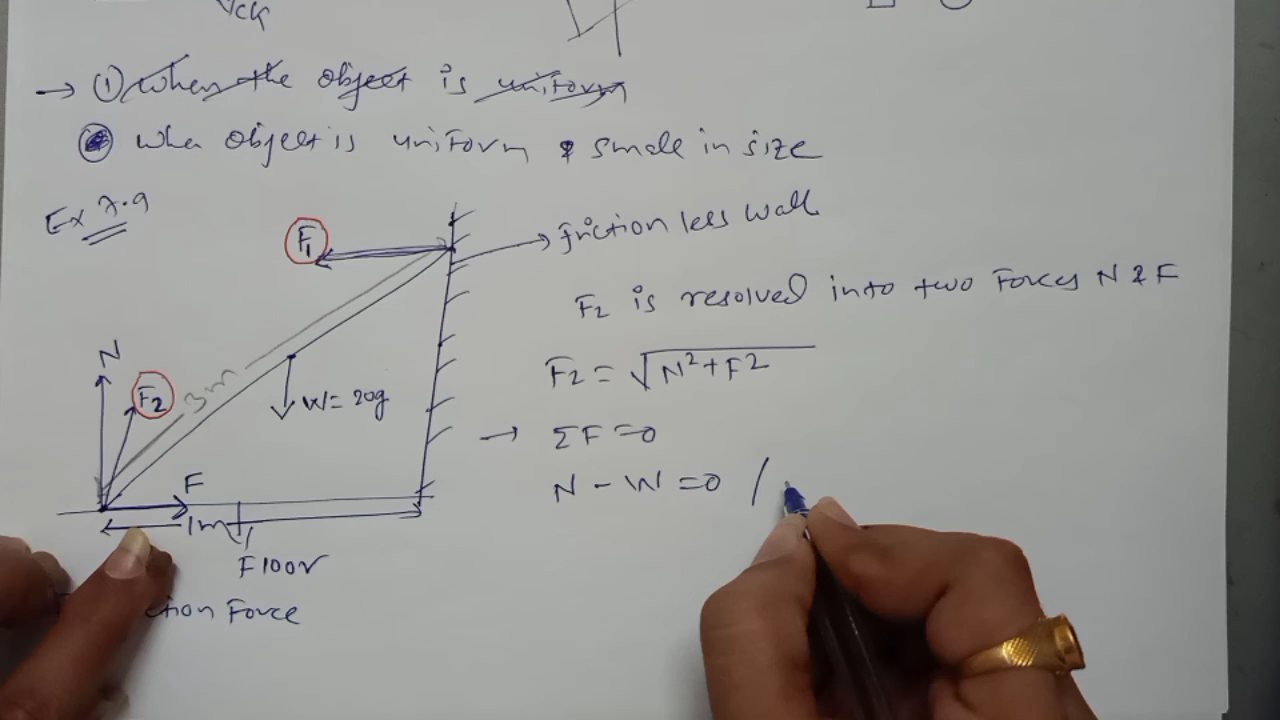 → ① When the object is uniform
Whe object is uniform & small in size
Ex 7.9
F₁
→ friction less wall
F₂ is resolved into two Forces N & F
N
F₂
3m
W = 20g
F₂ = √N²+F²
→ ΣF = 0
N - W = 0 /
F
1m
Floor
ction Force